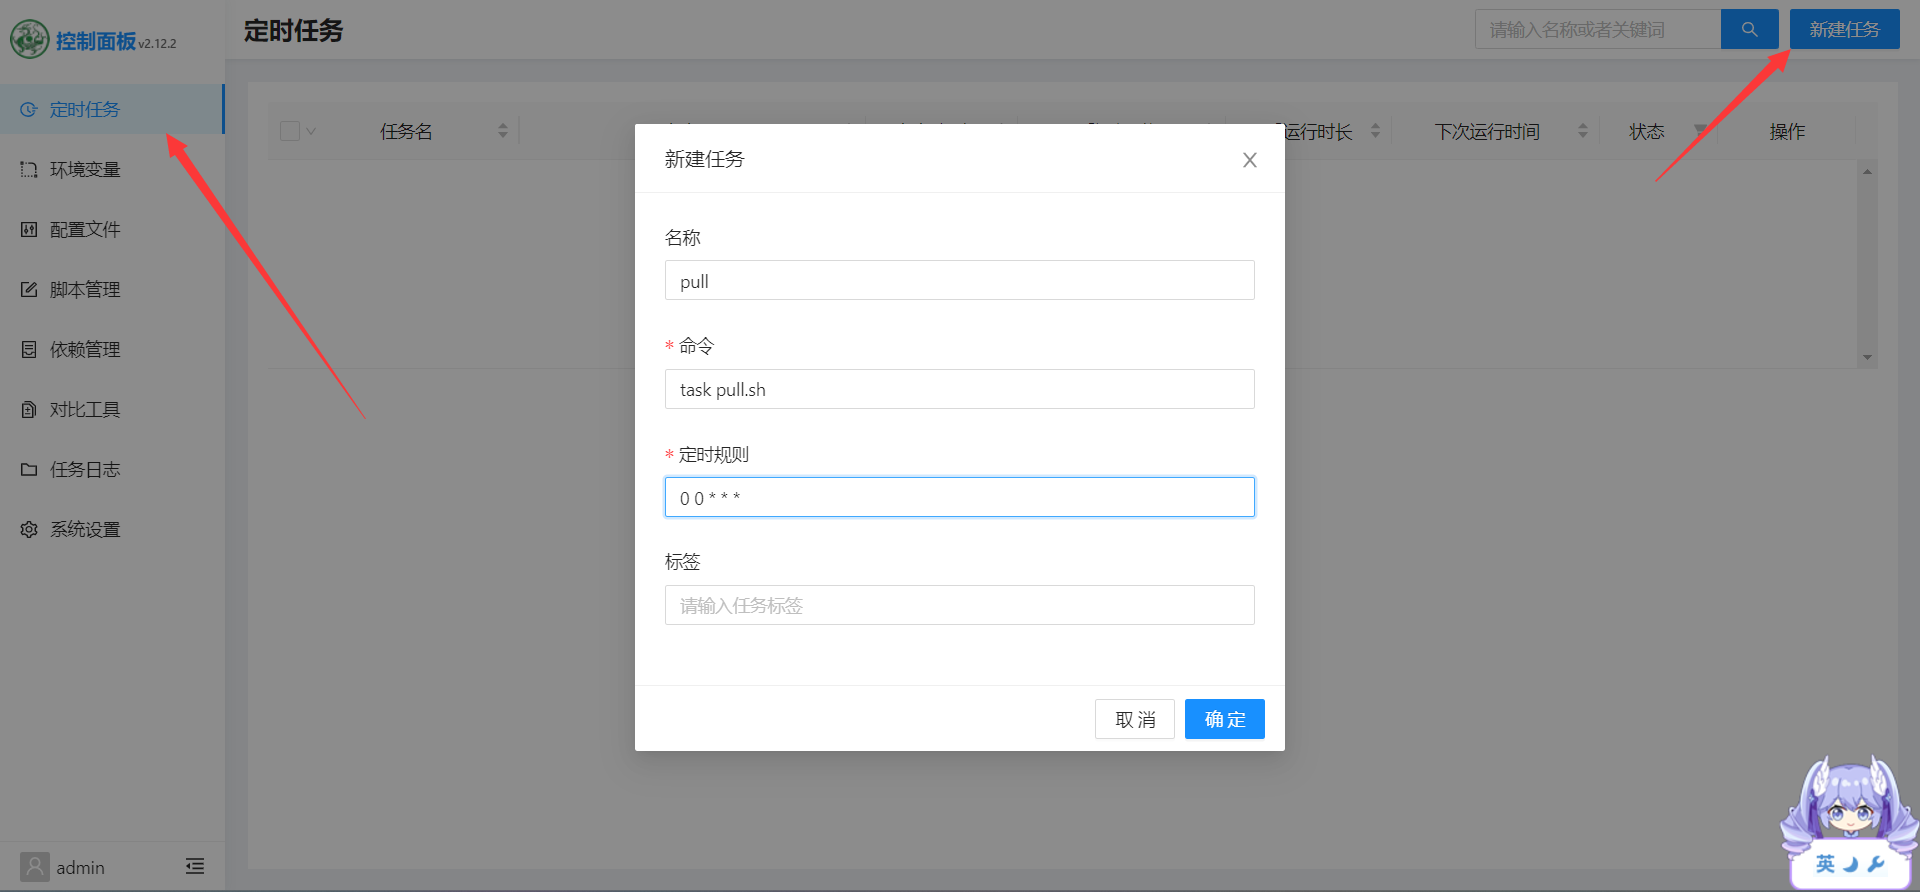 控制面板 v2.12.2
定时任务
请输入名称或者关键词
新建任务
定时任务
环境变量
配置文件
脚本管理
依赖管理
对比工具
任务日志
系统设置
admin
任务名
运行时长
下次运行时间
状态
操作
新建任务
名称
pull
* 命令
task pull.sh
* 定时规则
0 0 * * *
标签
请输入任务标签
取 消
确 定
英